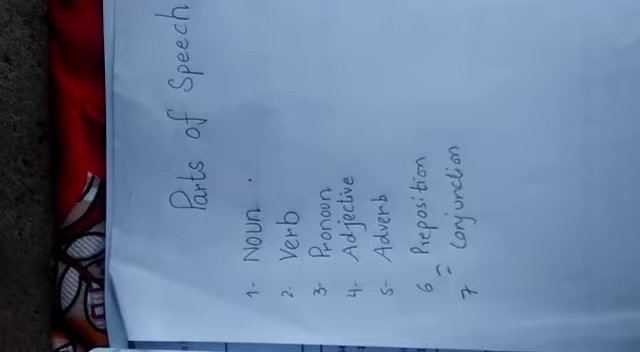 Parts of Speech
1- Noun.
2- Verb
3- Pronoun
4- Adjective
5- Adverb
6 Preposition
7 = Conjunction